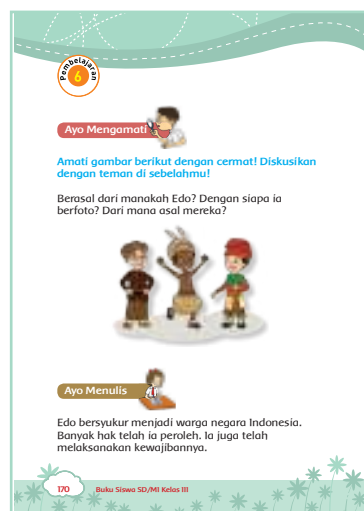 Pembelajaran
6
Ayo Mengamati
Amati gambar berikut dengan cermat! Diskusikan
dengan teman di sebelahmu!
Berasal dari manakah Edo? Dengan siapa ia
berfoto? Dari mana asal mereka?
Ayo Menulis
Edo bersyukur menjadi warga negara Indonesia.
Banyak hak telah ia peroleh. Ia juga telah
melaksanakan kewajibannya.
170 Buku Siswa SD/MI Kelas III